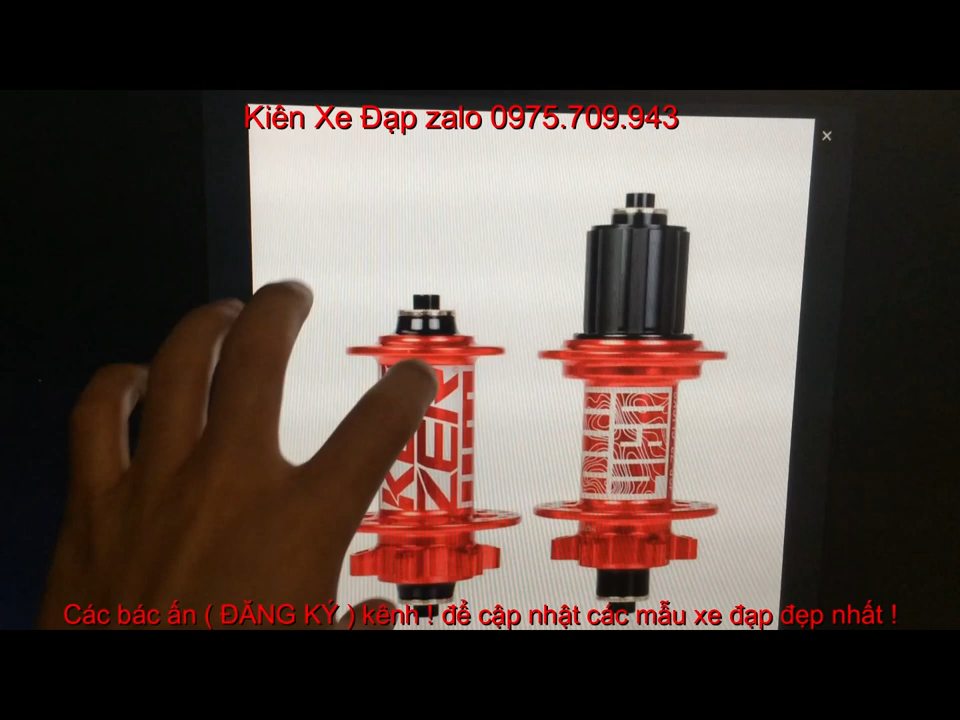 Kiên Xe Đạp zalo 0975.709.943
ZER
Các bác ấn ( ĐĂNG KÝ ) kênh ! để cập nhật các mẫu xe đạp đẹp nhất !